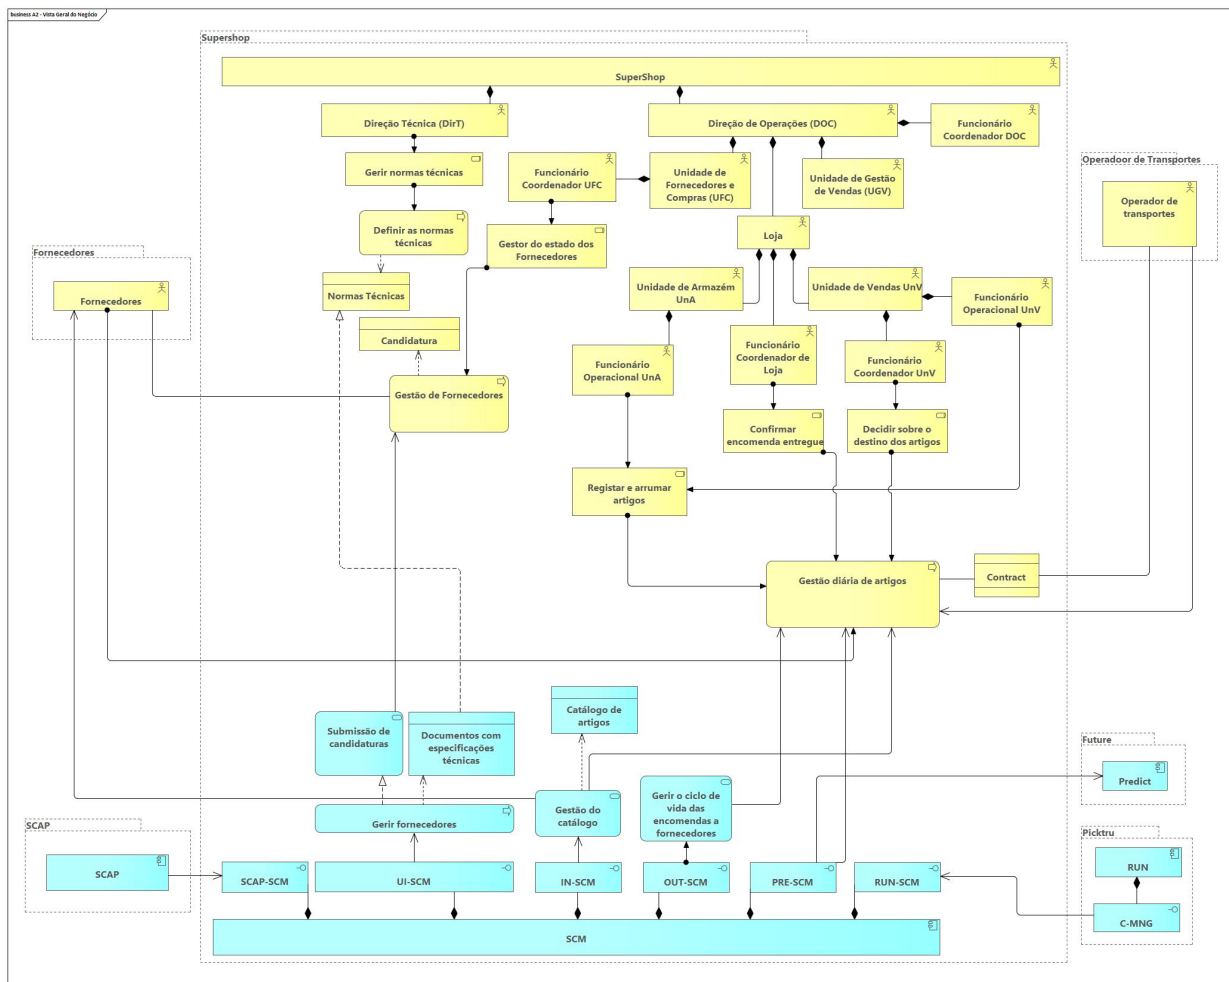 business A2 - Vista Geral do Negócio
Supershop
SuperShop
Direção Técnica (DirT)
Direção de Operações (DOC)
Funcionário
Coordenador DOC
Gerir normas técnicas
Funcionário
Coordenador UFC
Unidade de
Fornecedores e
Compras (UFC)
Unidade de Gestão
de Vendas (UGV)
Operadoor de Transportes
Operador de
transportes
Definir as normas
técnicas
Gestor do estado dos
Fornecedores
Loja
Fornecedores
Fornecedores
Normas Técnicas
Unidade de Armazém
UnA
Unidade de Vendas UnV
Funcionário
Operacional UnV
Candidatura
Funcionário
Operacional UnA
Funcionário
Coordenador de
Loja
Funcionário
Coordenador UnV
Gestão de Fornecedores
Confirmar
encomenda entregue
Decidir sobre o
destino dos artigos
Registar e arrumar
artigos
Gestão diária de artigos
Contract
Submissão de
candidaturas
Documentos com
especificações
técnicas
Catálogo de
artigos
Future
Predict
Gerir fornecedores
Gestão do
catálogo
Gerir o ciclo de
vida das
encomendas a
fornecedores
SCAP
SCAP
SCAP-SCM
UI-SCM
IN-SCM
OUT-SCM
PRE-SCM
RUN-SCM
Picktru
RUN
C-MNG
SCM